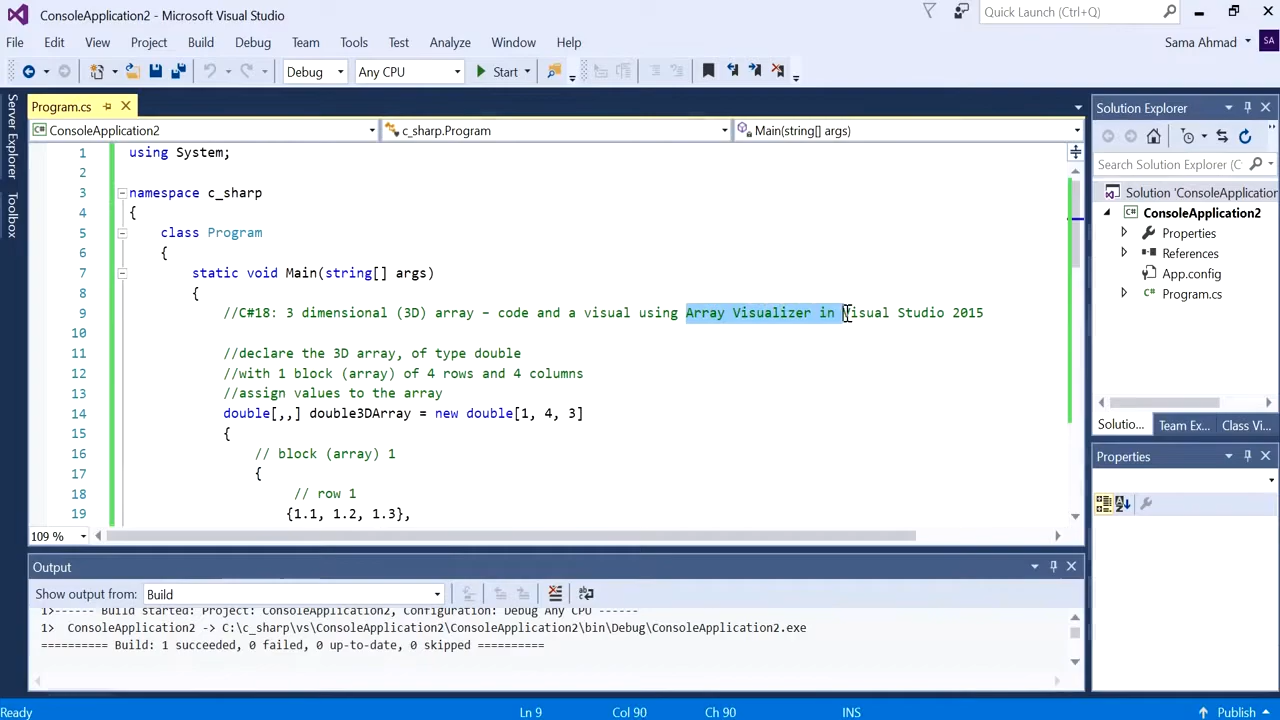 ConsoleApplication2 - Microsoft Visual Studio
Quick Launch (Ctrl+Q)
File Edit View Project Build Debug Team Tools Test Analyze Window Help
Sama Ahmad
SA
Debug
Any CPU
Start
Server Explorer
Toolbox
Program.cs
ConsoleApplication2
c_sharp.Program
Main(string[] args)
1 using System;
2
3 namespace c_sharp
4 {
5 class Program
6 {
7 static void Main(string[] args)
8 {
9 //C#18: 3 dimensional (3D) array – code and a visual using Array Visualizer in Visual Studio 2015
10
11 //declare the 3D array, of type double
12 //with 1 block (array) of 4 rows and 4 columns
13 //assign values to the array
14 double[,,] double3DArray = new double[1, 4, 3]
15 {
16 // block (array) 1
17 {
18 // row 1
19 {1.1, 1.2, 1.3},
109 %
Solution Explorer
Search Solution Explorer (C
Solution 'ConsoleApplication
ConsoleApplication2
Properties
References
App.config
Program.cs
Solutio... Team Ex... Class Vi...
Properties
Output
Show output from: Build
1>------ Build started: Project: ConsoleApplication2, Configuration: Debug Any CPU ------
1> ConsoleApplication2 -> C:\c_sharp\vs\ConsoleApplication2\ConsoleApplication2\bin\Debug\ConsoleApplication2.exe
========== Build: 1 succeeded, 0 failed, 0 up-to-date, 0 skipped ==========
Ready
Ln 9
Col 90
Ch 90
INS
Publish